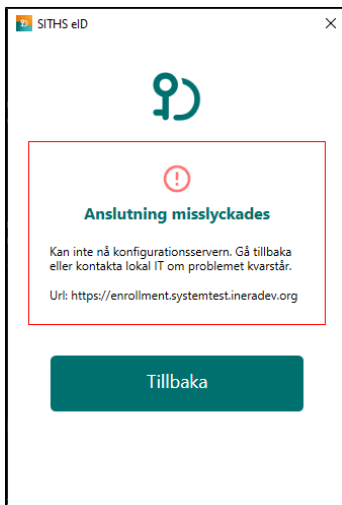 SITHS eID
Anslutning misslyckades
Kan inte nå konfigurationsservern. Gå tillbaka
eller kontakta lokal IT om problemet kvarstår.
Url: https://enrollment.systemtest.ineradev.org
Tillbaka